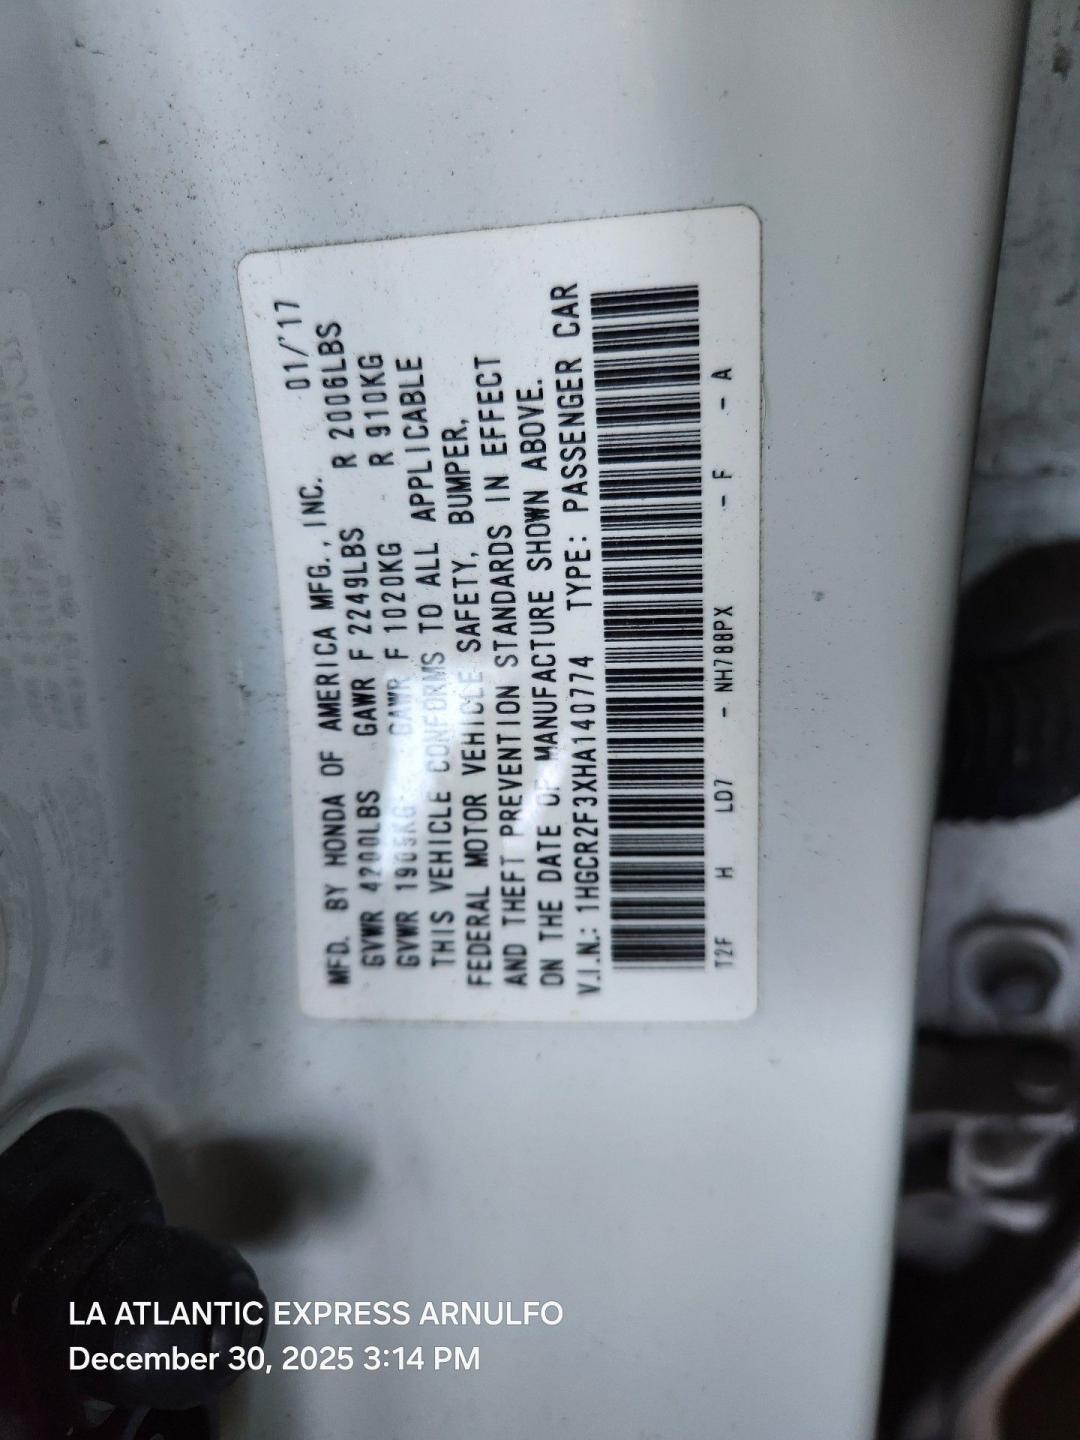 MFD. BY HONDA OF AMERICA MFG., INC. 01/17
GVWR 4200LBS GAWR F 2249LBS R 2006LBS
GVWR 1905KG GAWR F 1020KG R 910KG
THIS VEHICLE CONFORMS TO ALL APPLICABLE
FEDERAL MOTOR VEHICLE SAFETY, BUMPER,
AND THEFT PREVENTION STANDARDS IN EFFECT
ON THE DATE OF MANUFACTURE SHOWN ABOVE.
V.I.N.: 1HGCR2F3XHA140774 TYPE: PASSENGER CAR
T2F H LD7 - NH788PX - F - A
LA ATLANTIC EXPRESS ARNULFO
December 30, 2025 3:14 PM